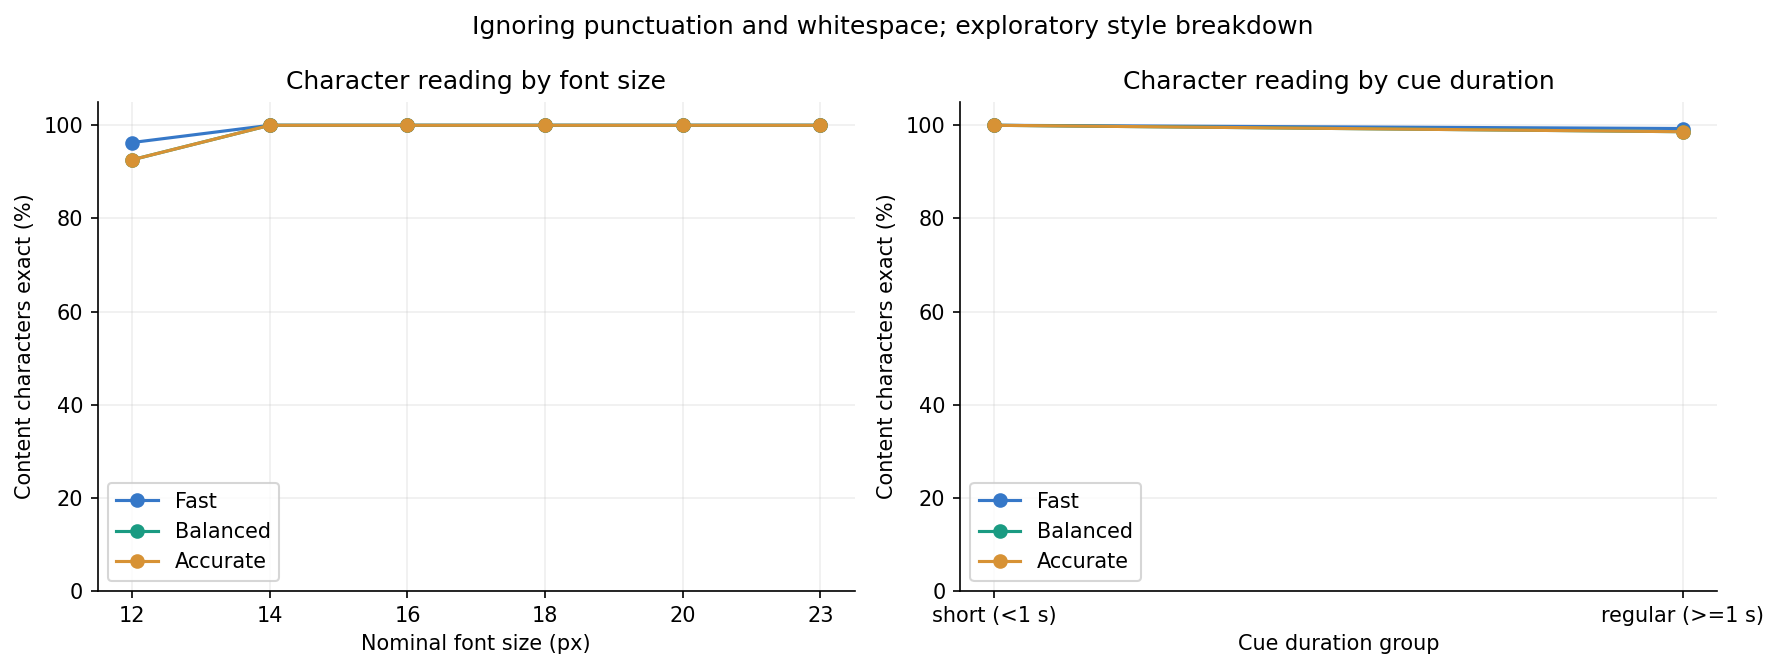 Ignoring punctuation and whitespace; exploratory style breakdown
Character reading by font size
Content characters exact (%)
100
80
60
40
20
0
Fast
Balanced
Accurate
12 14 16 18 20 23
Nominal font size (px)
Character reading by cue duration
Content characters exact (%)
100
80
60
40
20
0
Fast
Balanced
Accurate
short (<1 s) regular (>=1 s)
Cue duration group